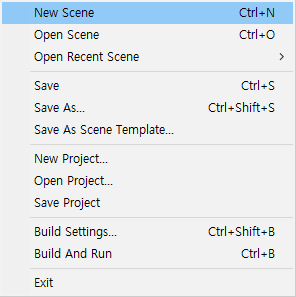 New Scene Ctrl+N
Open Scene Ctrl+O
Open Recent Scene >
Save Ctrl+S
Save As... Ctrl+Shift+S
Save As Scene Template...
New Project...
Open Project...
Save Project
Build Settings... Ctrl+Shift+B
Build And Run Ctrl+B
Exit